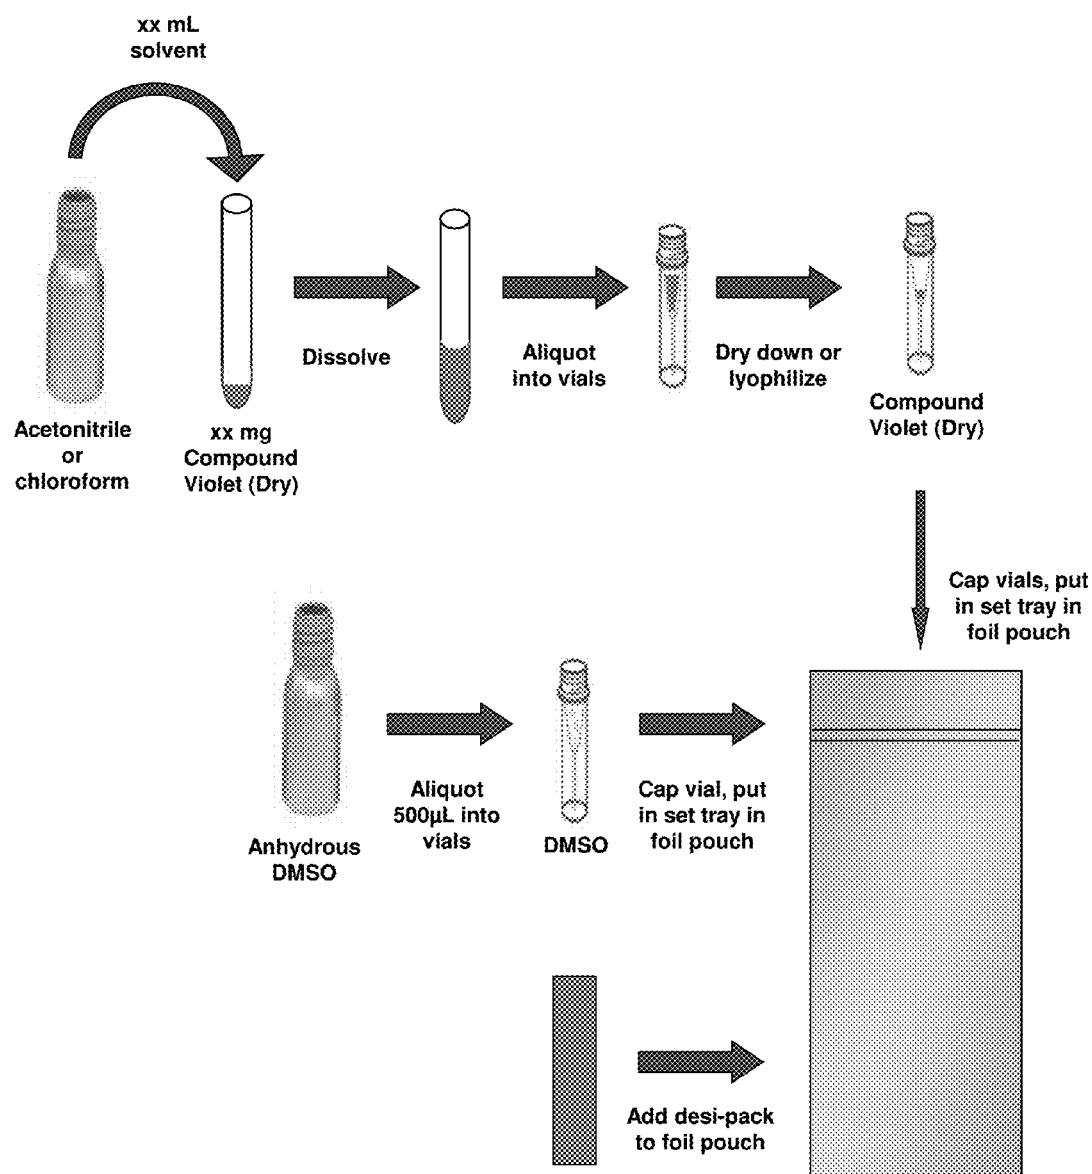 xx mL
solvent
Acetonitrile
or
chloroform
xx mg
Compound
Violet (Dry)
Dissolve
Aliquot
into vials
Dry down or
lyophilize
Compound
Violet (Dry)
Cap vials, put
in set tray in
foil pouch
Anhydrous
DMSO
Aliquot
500µL into
vials
DMSO
Cap vial, put
in set tray in
foil pouch
Add desi-pack
to foil pouch